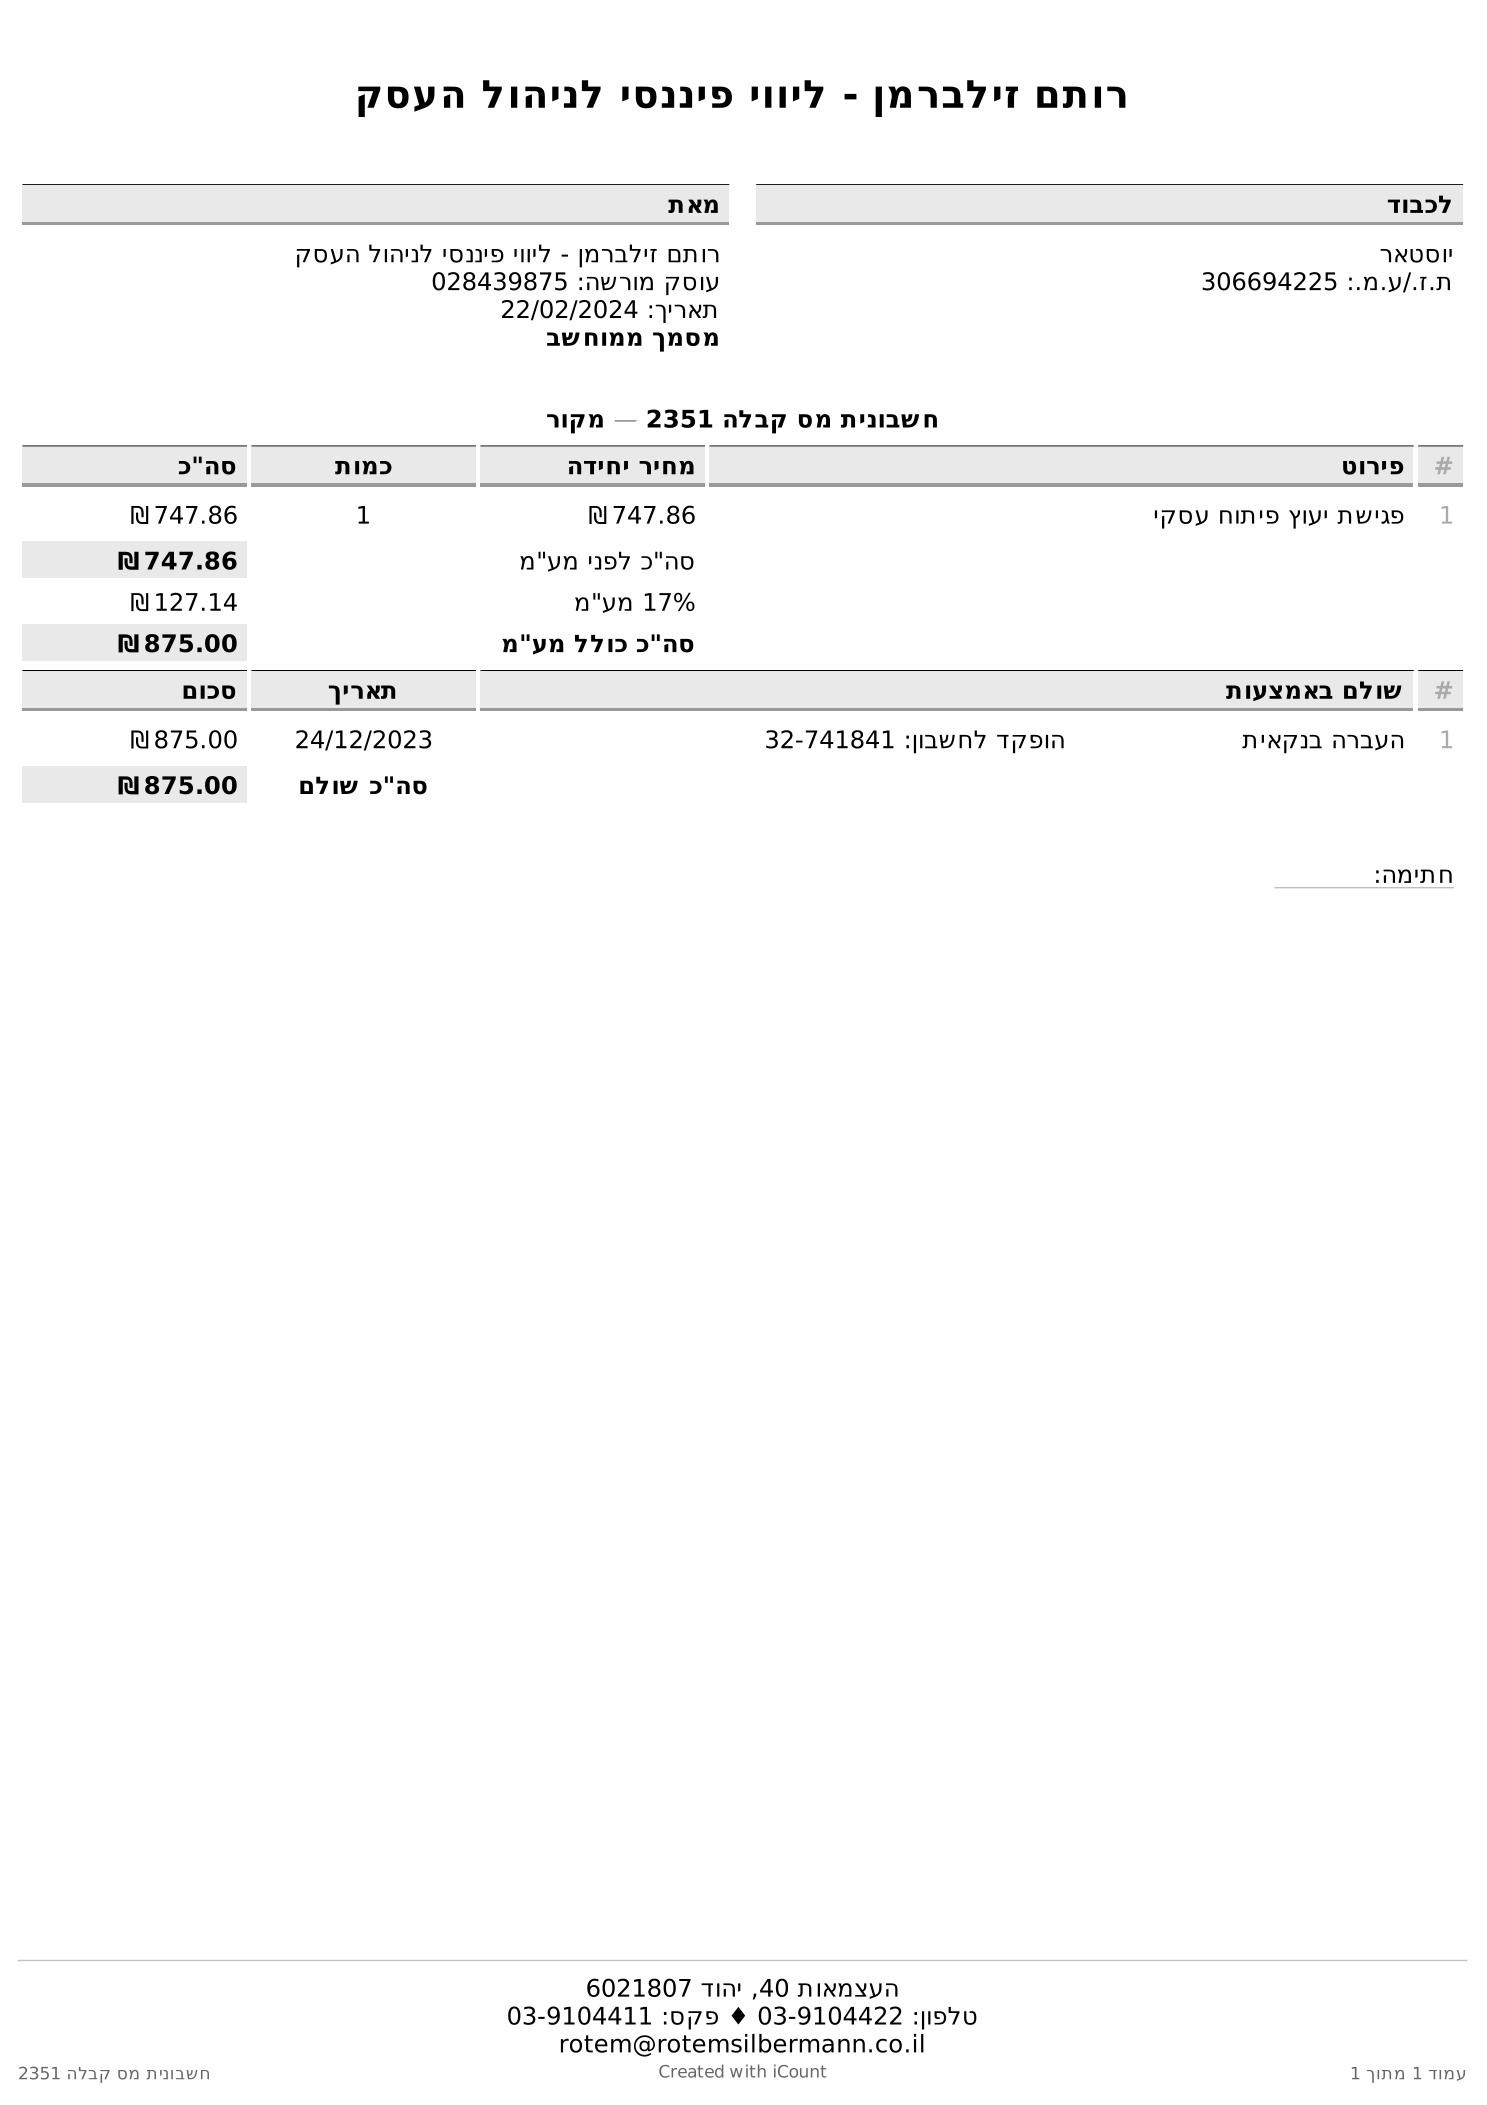 רותם זילברמן - ליווי פיננסי לניהול העסק
לכבוד
יוסטאר
ת.ז./ע.מ.: 306694225
מאת
רותם זילברמן - ליווי פיננסי לניהול העסק
עוסק מורשה: 028439875
תאריך: 22/02/2024
מסמך ממוחשב
חשבונית מס קבלה 2351 — מקור
# פירוט מחיר יחידה כמות סה"כ
1 פגישת יעוץ פיתוח עסקי ₪747.86 1 ₪747.86
סה"כ לפני מע"מ ₪747.86
17% מע"מ ₪127.14
סה"כ כולל מע"מ ₪875.00
# שולם באמצעות תאריך סכום
1 העברה בנקאית הופקד לחשבון: 32-741841 24/12/2023 ₪875.00
סה"כ שולם ₪875.00
חתימה:
העצמאות 40, יהוד 6021807
טלפון: 03-9104422 ♦ פקס: 03-9104411
rotem@rotemsilbermann.co.il
עמוד 1 מתוך 1 Created with iCount חשבונית מס קבלה 2351